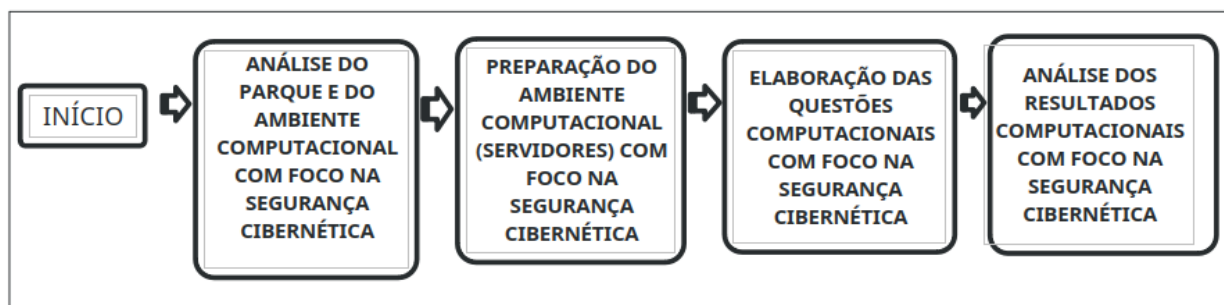 INÍCIO
ANÁLISE DO
PARQUE E DO
AMBIENTE
COMPUTACIONAL
COM FOCO NA
SEGURANÇA
CIBERNÉTICA
PREPARAÇÃO DO
AMBIENTE
COMPUTACIONAL
(SERVIDORES) COM
FOCO NA
SEGURANÇA
CIBERNÉTICA
ELABORAÇÃO DAS
QUESTÕES
COMPUTACIONAIS
COM FOCO NA
SEGURANÇA
CIBERNÉTICA
ANÁLISE DOS
RESULTADOS
COMPUTACIONAIS
COM FOCO NA
SEGURANÇA
CIBERNÉTICA